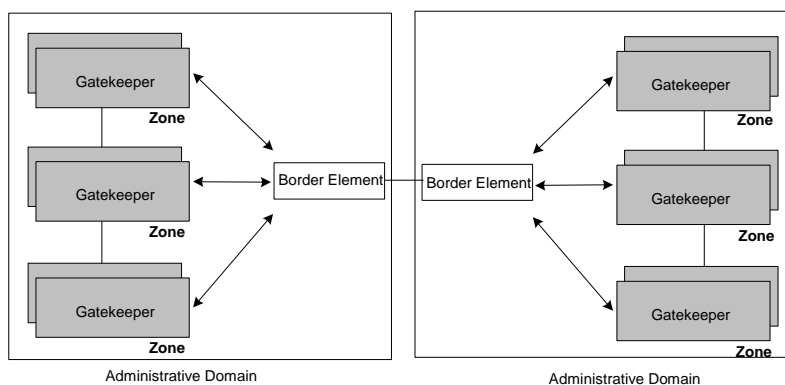 Gatekeeper
Zone
Gatekeeper
Zone
Gatekeeper
Zone
Border Element
Administrative Domain
Border Element
Gatekeeper
Zone
Gatekeeper
Zone
Gatekeeper
Zone
Administrative Domain